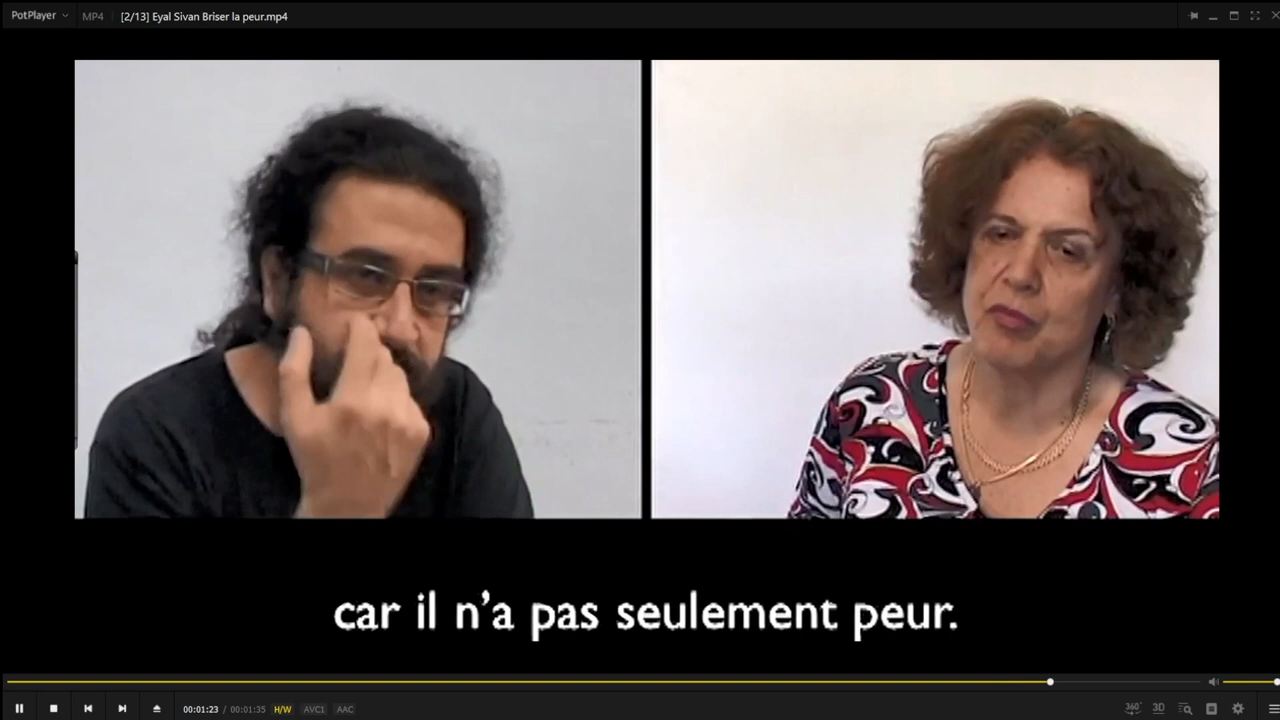 PotPlayer
MP4
[2/13] Eyal Sivan Briser la peur.mp4
car il n'a pas seulement peur.
00:01:23 / 00:01:35 H/W AVC1 AAC
360°
3D